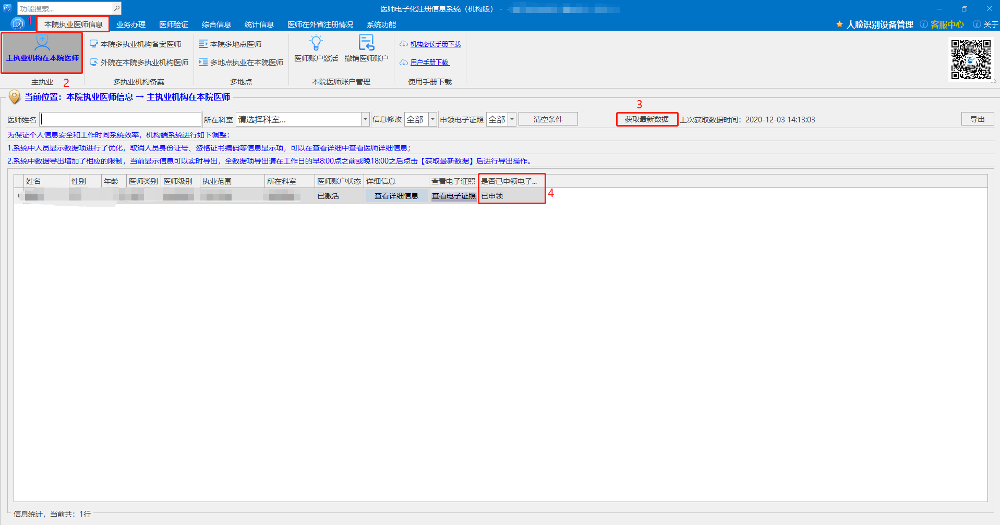 功能搜索...
医师电子化注册信息系统（机构版） - -
1
本院执业医师信息 业务办理 医师验证 综合信息 统计信息 医师在外省注册情况 系统功能
人脸识别设备管理 客服中心 关于
主执业机构在本院医师
本院多执业机构备案医师
外院在本院多执业机构医师
本院多地点医师
多地点执业在本院医师
医师账户激活 撤销医师账户
机构必读手册下载
用户手册下载
主执业 2 多执业机构备案 多地点 本院医师账户管理 使用手册下载
当前位置：本院执业医师信息 → 主执业机构在本院医师
3
医师姓名 所在科室 请选择科室... 信息修改 全部 申领电子证照 全部 清空条件 获取最新数据 上次获取数据时间：2020-12-03 14:13:03 导出
为保证个人信息安全和工作时间系统效率，机构端系统进行如下调整：
1.系统中人员显示数据项进行了优化，取消人员身份证号、资格证书编码等信息显示项，可以在查看详细中查看医师详细信息；
2.系统中数据导出增加了相应的限制，当前显示信息可以实时导出，全数据项导出请在工作日的早8:00点之前或晚18:00之后点击【获取最新数据】后进行导出操作。
姓名 性别 年龄 医师类别 医师级别 执业范围 所在科室 医师账户状态 详细信息 查看电子证照 是否已申领电子...
已激活 查看详细信息 查看电子证照 已申领
4
信息统计，当前共：1行